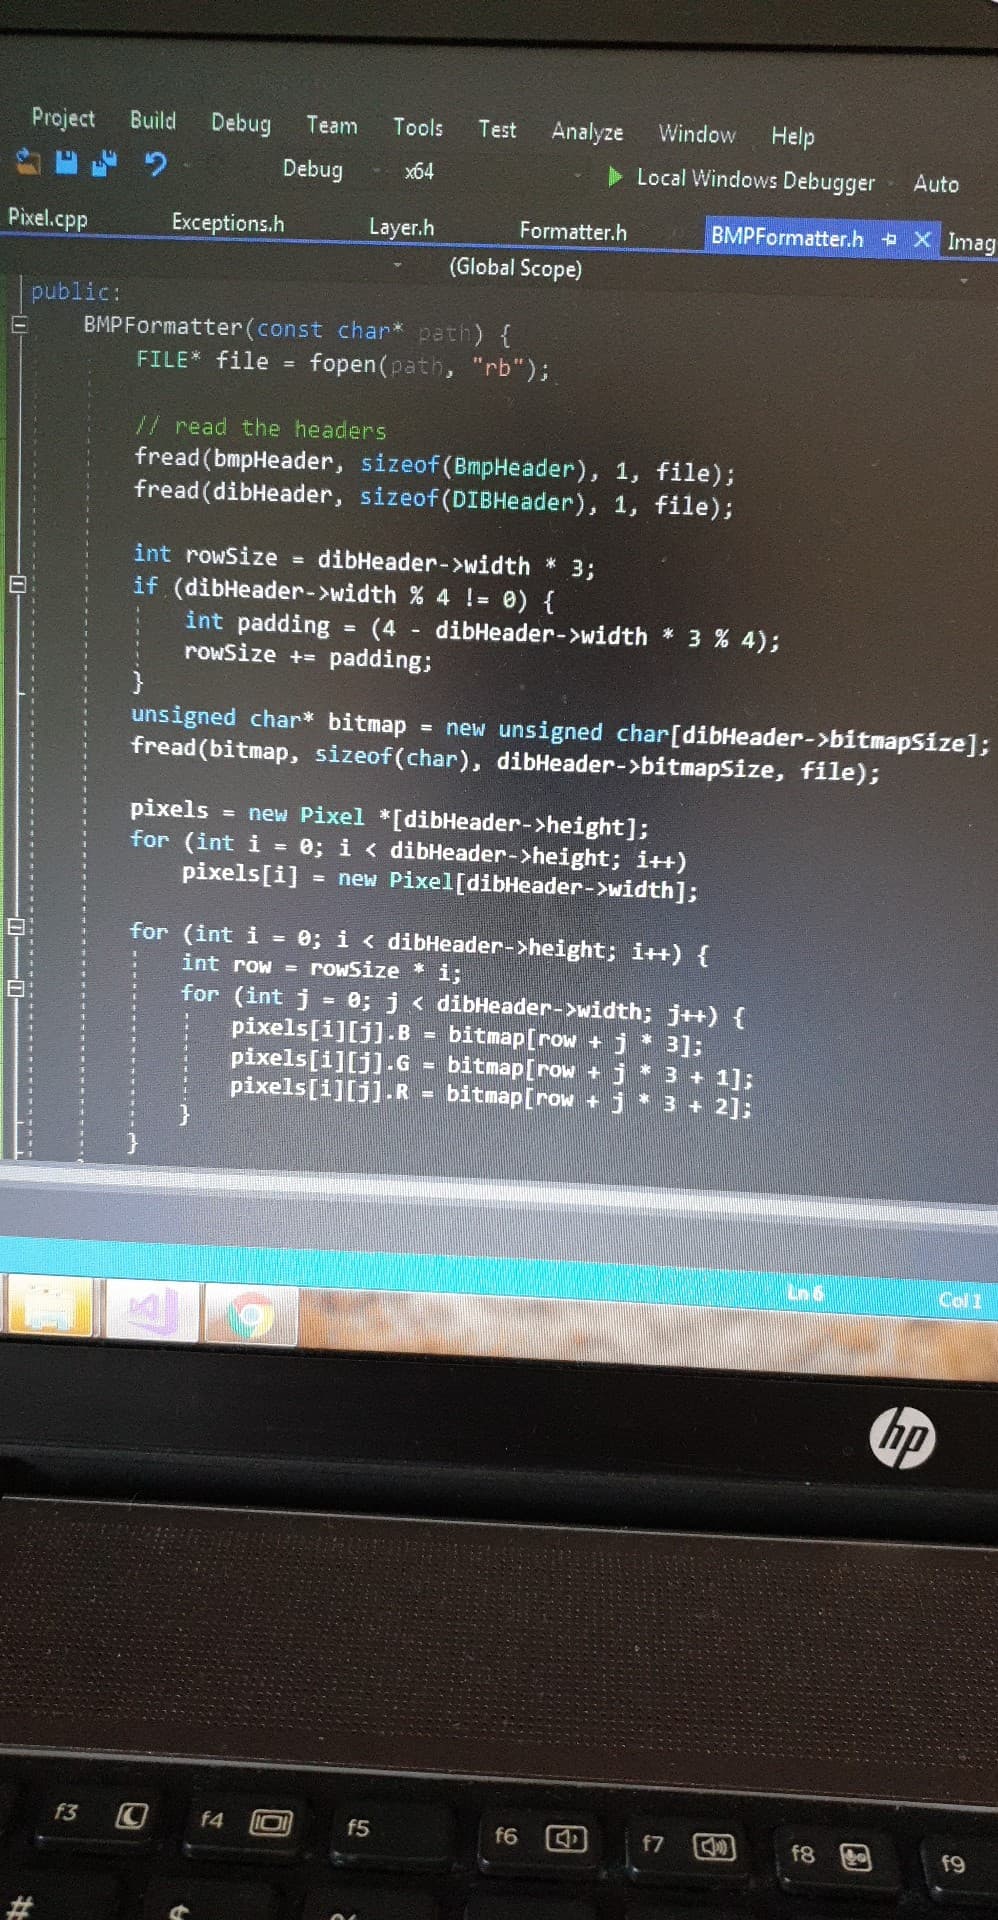 Project Build Debug Team Tools Test Analyze Window Help
Debug x64 Local Windows Debugger Auto
Pixel.cpp Exceptions.h Layer.h Formatter.h BMPFormatter.h Imag
(Global Scope)
public:
BMPFormatter(const char* path) {
FILE* file = fopen(path, "rb");
// read the headers
fread(bmpHeader, sizeof(BmpHeader), 1, file);
fread(dibHeader, sizeof(DIBHeader), 1, file);
int rowSize = dibHeader->width * 3;
if (dibHeader->width % 4 != 0) {
int padding = (4 - dibHeader->width * 3 % 4);
rowSize += padding;
}
unsigned char* bitmap = new unsigned char[dibHeader->bitmapSize];
fread(bitmap, sizeof(char), dibHeader->bitmapSize, file);
pixels = new Pixel *[dibHeader->height];
for (int i = 0; i < dibHeader->height; i++)
pixels[i] = new Pixel[dibHeader->width];
for (int i = 0; i < dibHeader->height; i++) {
int row = rowSize * i;
for (int j = 0; j < dibHeader->width; j++) {
pixels[i][j].B = bitmap[row + j * 3];
pixels[i][j].G = bitmap[row + j * 3 + 1];
pixels[i][j].R = bitmap[row + j * 3 + 2];
}
}
Ln 6 Col 1
hp
f3 f4 f5 f6 f7 f8 f9
#